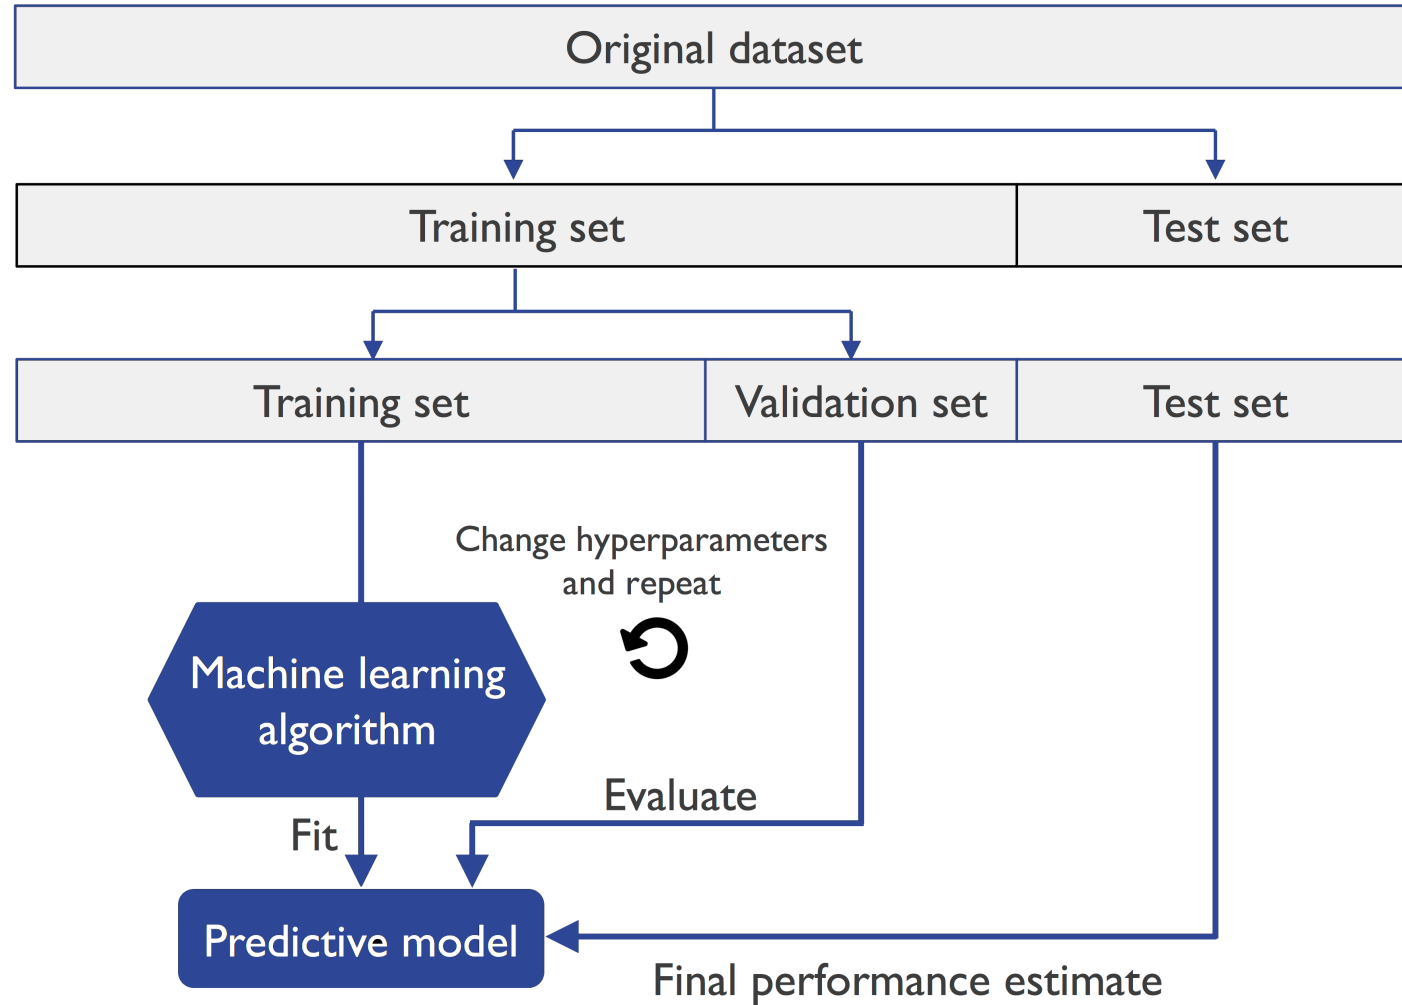 Original dataset
Training set
Test set
Training set
Validation set
Test set
Change hyperparameters
and repeat
Machine learning
algorithm
Evaluate
Fit
Predictive model
Final performance estimate